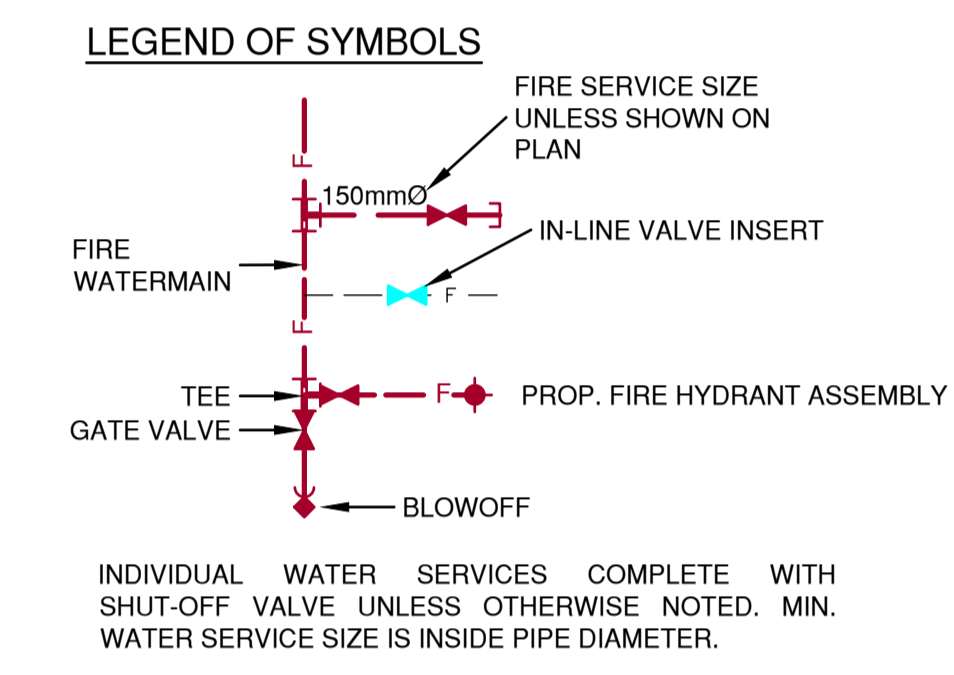 LEGEND OF SYMBOLS
FIRE SERVICE SIZE
UNLESS SHOWN ON
PLAN
F
150mmØ
IN-LINE VALVE INSERT
FIRE
WATERMAIN
F
F
TEE
F
PROP. FIRE HYDRANT ASSEMBLY
GATE VALVE
BLOWOFF
INDIVIDUAL WATER SERVICES COMPLETE WITH
SHUT-OFF VALVE UNLESS OTHERWISE NOTED. MIN.
WATER SERVICE SIZE IS INSIDE PIPE DIAMETER.